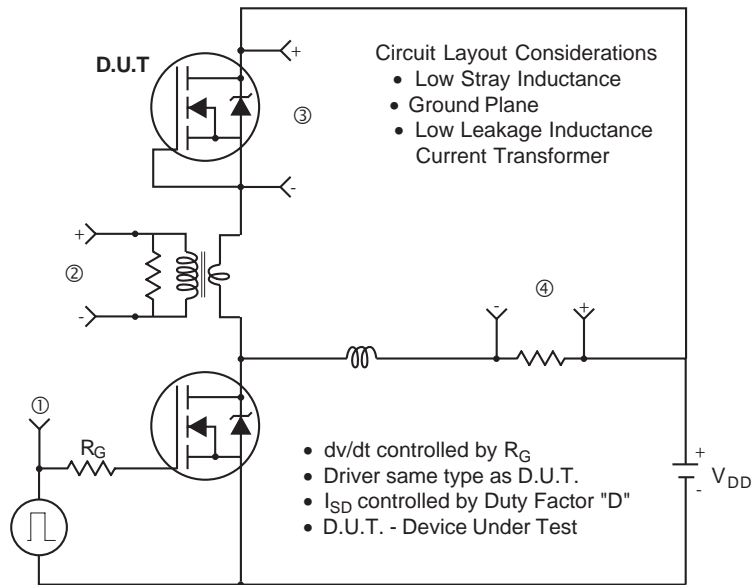 D.U.T
+
Circuit Layout Considerations
• Low Stray Inductance
• Ground Plane
• Low Leakage Inductance
Current Transformer
③
-
+
②
-
④
- +
①
R_G
• dv/dt controlled by R_G
• Driver same type as D.U.T.
• I_SD controlled by Duty Factor "D"
• D.U.T. - Device Under Test
+
V_DD
-